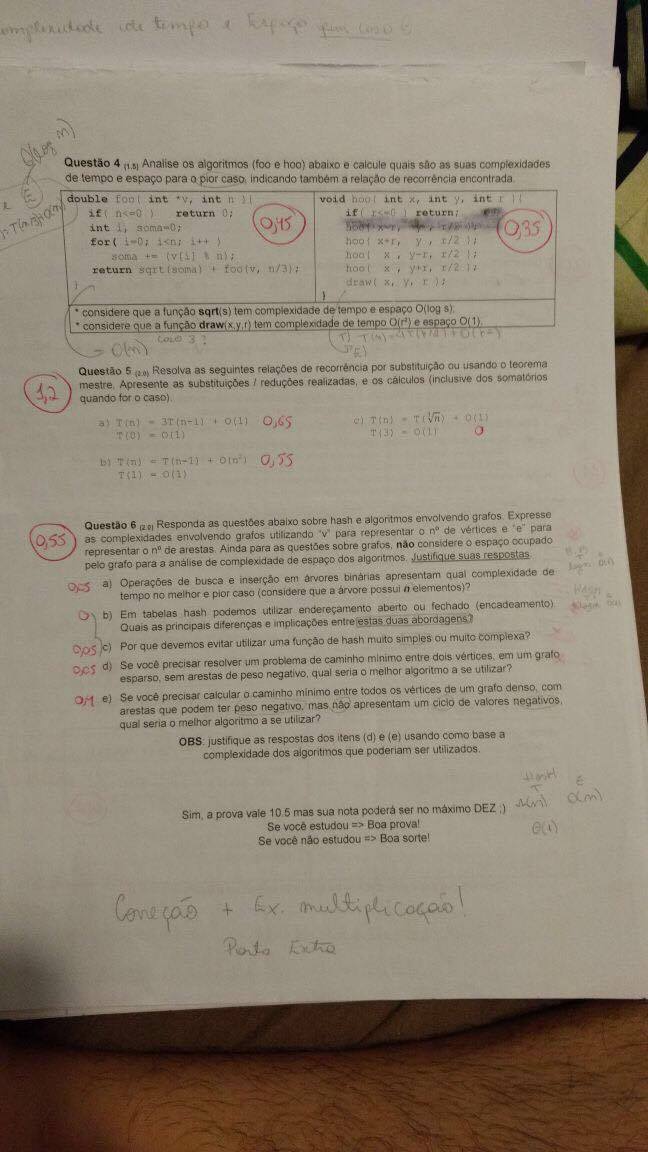 omplexidade de tempo e Espaço
O(log n)
Questão 4 (1.5) Analise os algoritmos (foo e hoo) abaixo e calcule quais são as suas complexidades
de tempo e espaço para o pior caso, indicando também a relação de recorrência encontrada.
double foo( int *v, int n ){
if( n<=0 ) return 0;
int i, soma=0;
for( i=0; i<n; i++ )
soma += (v[i] % n);
return sqrt(soma) + foo(v, n/3);
}
0,45
void hoo( int x, int y, int r ){
if( r<=0 ) return;
hoo( x+r, y , r/2 );
hoo( x , y-r, r/2 );
hoo( x , y+r, r/2 );
draw( x, y, r );
}
0,35
* considere que a função sqrt(s) tem complexidade de tempo e espaço O(log s);
* considere que a função draw(x,y,r) tem complexidade de tempo O(r²) e espaço O(1).
= O(n)
caso 3?
Questão 5 (2.0) Resolva as seguintes relações de recorrência por substituição ou usando o teorema
mestre. Apresente as substituições / reduções realizadas, e os cálculos (inclusive dos somatórios
quando for o caso).
1,2
a) T(n) = 3T(n-1) + O(1) 0,65
T(0) = O(1)
c) T(n) = T(∛n) + O(1)
T(3) = O(1) 0
b) T(n) = T(n-1) + O(n²) 0,55
T(1) = O(1)
0,55
Questão 6 (2.0) Responda as questões abaixo sobre hash e algoritmos envolvendo grafos. Expresse
as complexidades envolvendo grafos utilizando "v" para representar o nº de vértices e "e" para
representar o nº de arestas. Ainda para as questões sobre grafos, não considere o espaço ocupado
pelo grafo para a análise de complexidade de espaço dos algoritmos. Justifique suas respostas.
0,05 a) Operações de busca e inserção em árvores binárias apresentam qual complexidade de
tempo no melhor e pior caso (considere que a árvore possui n elementos)?
0 b) Em tabelas hash podemos utilizar endereçamento aberto ou fechado (encadeamento).
Quais as principais diferenças e implicações entre estas duas abordagens?
0,05 c) Por que devemos evitar utilizar uma função de hash muito simples ou muito complexa?
0,05 d) Se você precisar resolver um problema de caminho mínimo entre dois vértices, em um grafo
esparso, sem arestas de peso negativo, qual seria o melhor algoritmo a se utilizar?
0,4 e) Se você precisar calcular o caminho mínimo entre todos os vértices de um grafo denso, com
arestas que podem ter peso negativo, mas não apresentam um ciclo de valores negativos,
qual seria o melhor algoritmo a se utilizar?
OBS: justifique as respostas dos itens (d) e (e) usando como base a
complexidade dos algoritmos que poderiam ser utilizados.
Hash
T E
O(n)
Θ(1)
Sim, a prova vale 10.5 mas sua nota poderá ser no máximo DEZ ;)
Se você estudou => Boa prova!
Se você não estudou => Boa sorte!
Correção + Ex. multiplicação!
Ponto Extra